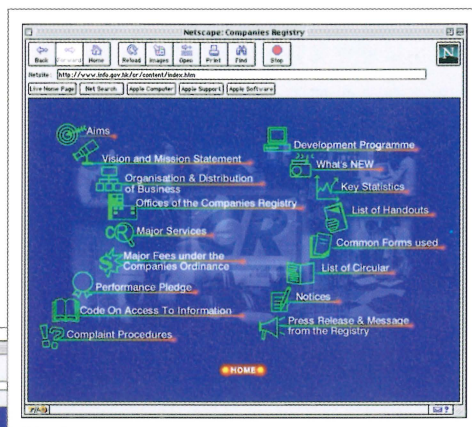 Netscape: Companies Registry
Back
Forward
Home
Reload
Images
Open
Print
Find
Stop
N
Netsite: http://www.info.gov.hk/cr/content/index.htm
Live Home Page
Net Search
Apple Computer
Apple Support
Apple Software
Aims
Vision and Mission Statement
Organisation & Distribution
of Business
Offices of the Companies Registry
Major Services
Major Fees under the
Companies Ordinance
Performance Pledge
Code On Access To Information
Complaint Procedures
Development Programme
What's NEW
Key Statistics
List of Handouts
Common Forms used
List of Circular
Notices
Press Release & Message
from the Registry
HOME